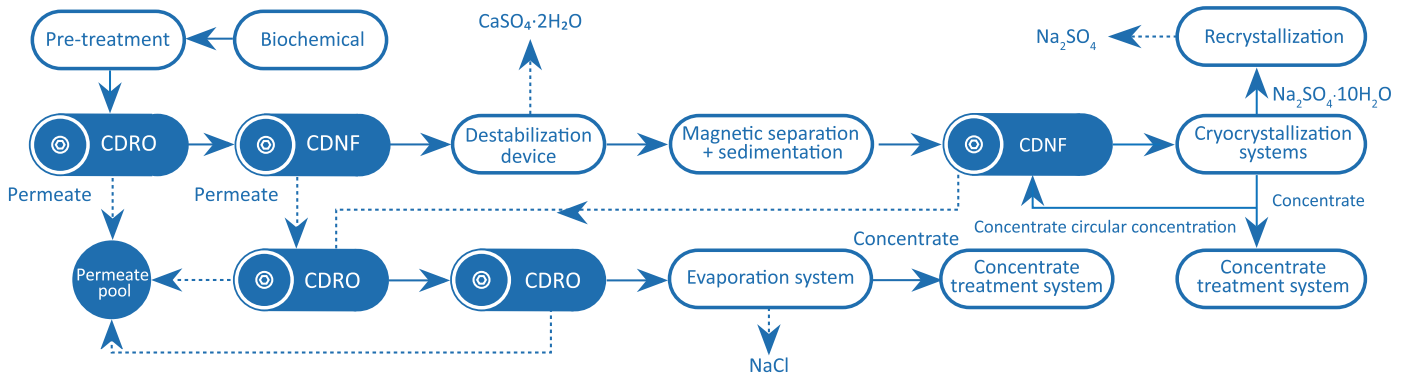 CaSO₄·2H₂O
Pre-treatment
Biochemical
Na₂SO₄
Recrystallization
Na₂SO₄·10H₂O
CDRO
CDNF
Destabilization
device
Magnetic separation
+ sedimentation
CDNF
Cryocrystallization
systems
Permeate
Permeate
Concentrate
Concentrate circular concentration
Concentrate
Permeate
pool
CDRO
CDRO
Evaporation system
Concentrate
treatment system
Concentrate
treatment system
NaCl